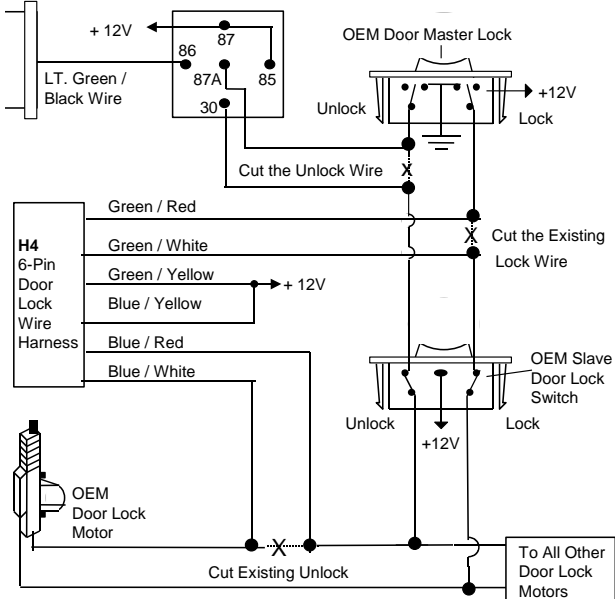 + 12V
87
86
87A
85
30
LT. Green /
Black Wire
OEM Door Master Lock
+12V
Unlock
Lock
Cut the Unlock Wire
X
H4
6-Pin
Door
Lock
Wire
Harness
Green / Red
Green / White
Green / Yellow
Blue / Yellow
Blue / Red
Blue / White
+ 12V
X
Cut the Existing
Lock Wire
OEM Slave
Door Lock
Switch
Unlock
Lock
+12V
OEM
Door Lock
Motor
X
Cut Existing Unlock
To All Other
Door Lock
Motors